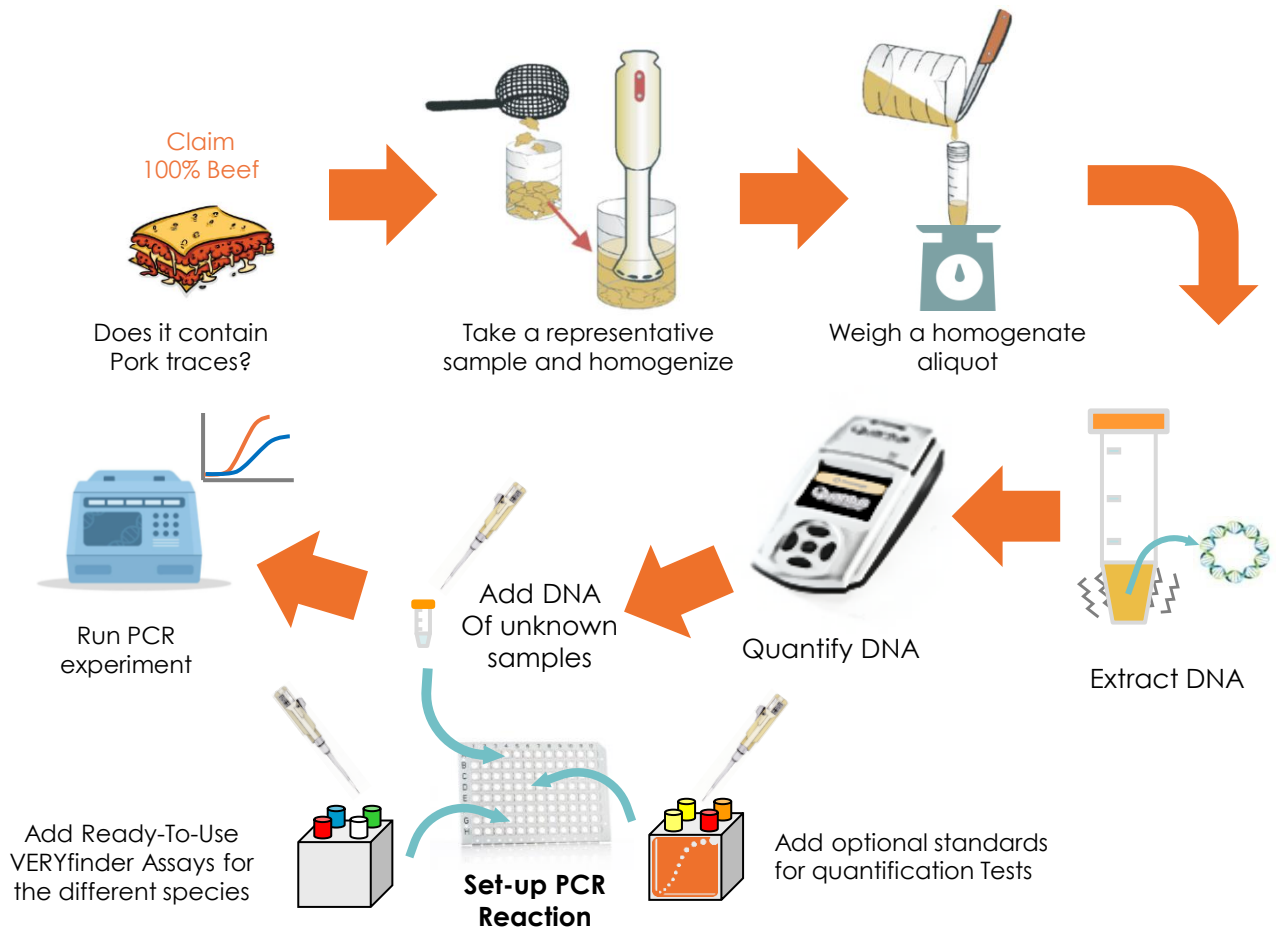 Claim
100% Beef
Does it contain
Pork traces?
Take a representative
sample and homogenize
Weigh a homogenate
aliquot
Extract DNA
Quantify DNA
Add DNA
Of unknown
samples
Run PCR
experiment
Add Ready-To-Use
VERYfinder Assays for
the different species
Set-up PCR
Reaction
Add optional standards
for quantification Tests